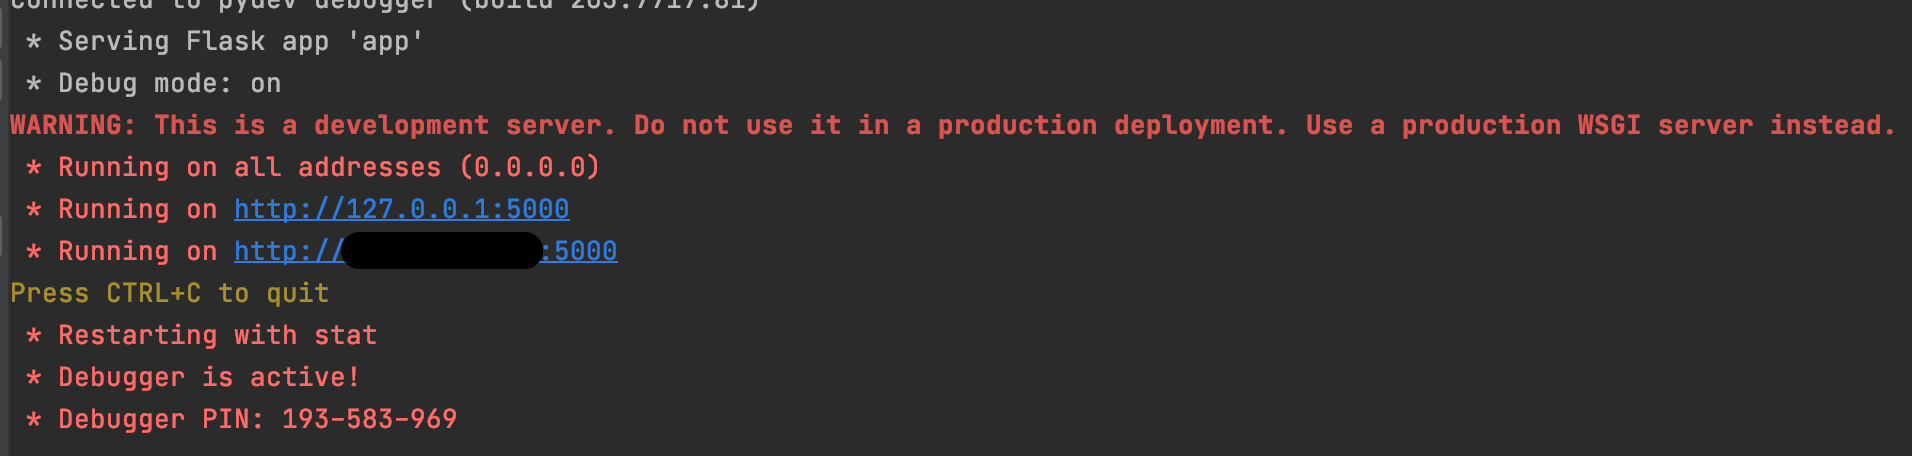 Connected to pydev debugger (build 203.7717.81)
* Serving Flask app 'app'
* Debug mode: on
WARNING: This is a development server. Do not use it in a production deployment. Use a production WSGI server instead.
* Running on all addresses (0.0.0.0)
* Running on http://127.0.0.1:5000
* Running on http:// :5000
Press CTRL+C to quit
* Restarting with stat
* Debugger is active!
* Debugger PIN: 193-583-969